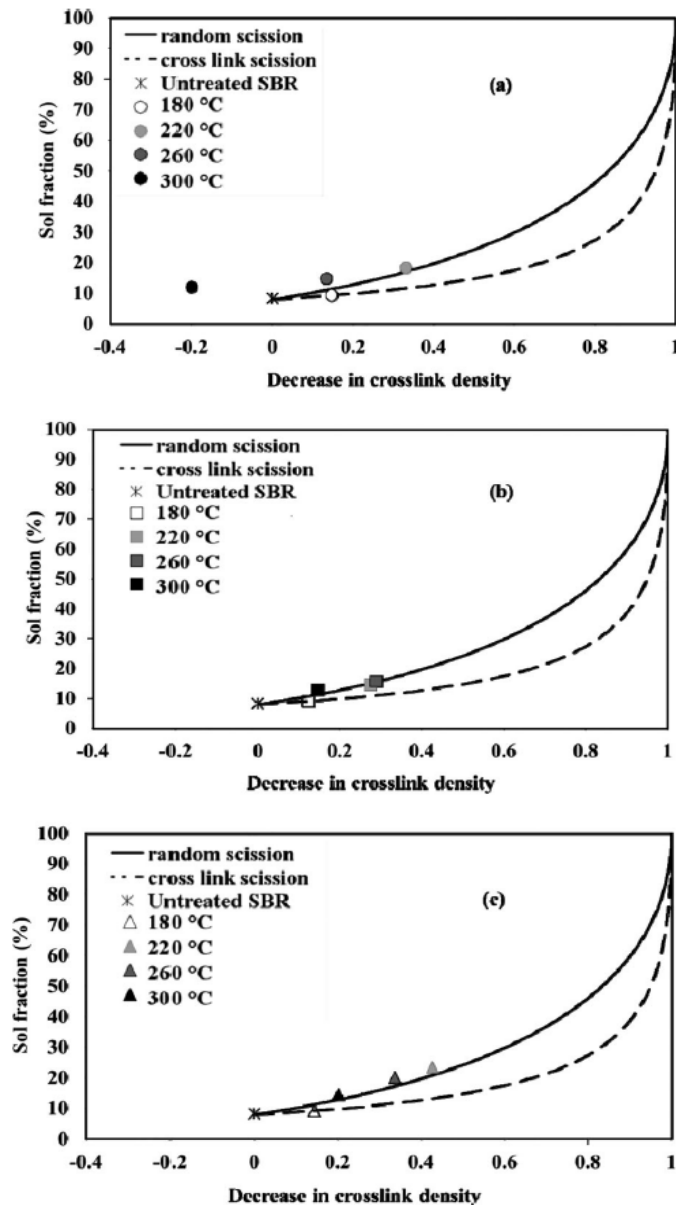 100
90
80
70
60
50
40
30
20
10
0
Sol fraction (%)
random scission
cross link scission
Untreated SBR
180 °C
220 °C
260 °C
300 °C
(a)
-0.4 -0.2 0 0.2 0.4 0.6 0.8 1
Decrease in crosslink density
100
90
80
70
60
50
40
30
20
10
0
Sol fraction (%)
random scission
cross link scission
Untreated SBR
180 °C
220 °C
260 °C
300 °C
(b)
-0.4 -0.2 0 0.2 0.4 0.6 0.8 1
Decrease in crosslink density
100
90
80
70
60
50
40
30
20
10
0
Sol fraction (%)
random scission
cross link scission
Untreated SBR
180 °C
220 °C
260 °C
300 °C
(c)
-0.4 -0.2 0 0.2 0.4 0.6 0.8 1
Decrease in crosslink density